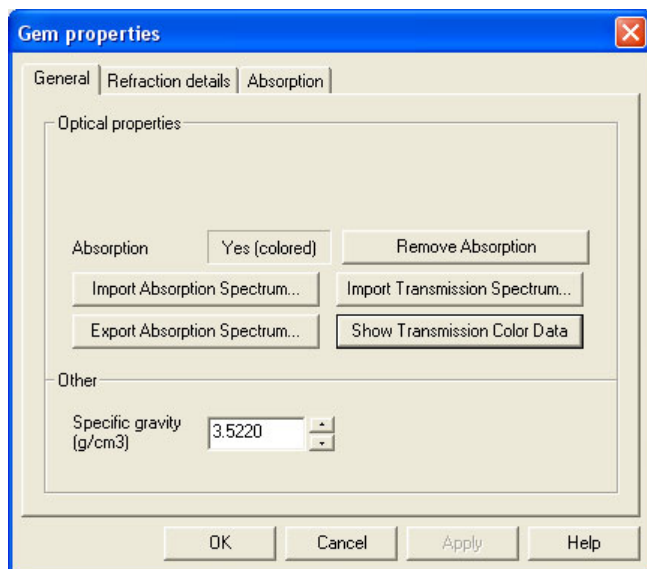 Gem properties
General Refraction details Absorption
Optical properties
Absorption Yes (colored) Remove Absorption
Import Absorption Spectrum... Import Transmission Spectrum...
Export Absorption Spectrum... Show Transmission Color Data
Other
Specific gravity
(g/cm3) 3.5220
OK Cancel Apply Help